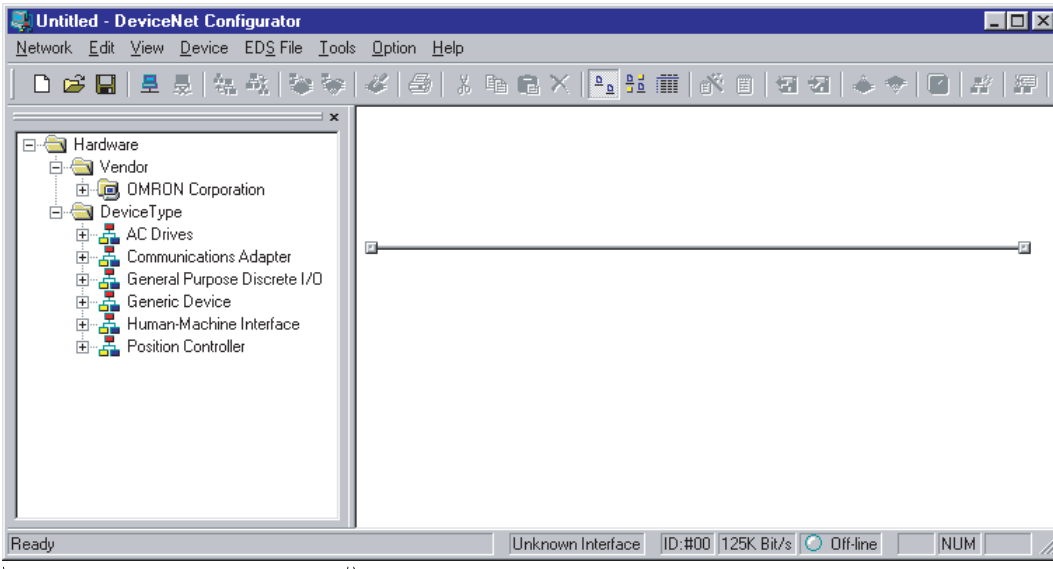 Untitled - DeviceNet Configurator
Network Edit View Device EDS File Tools Option Help
Hardware
Vendor
OMRON Corporation
DeviceType
AC Drives
Communications Adapter
General Purpose Discrete I/O
Generic Device
Human-Machine Interface
Position Controller
Ready Unknown Interface ID:#00 125K Bit/s Off-line NUM